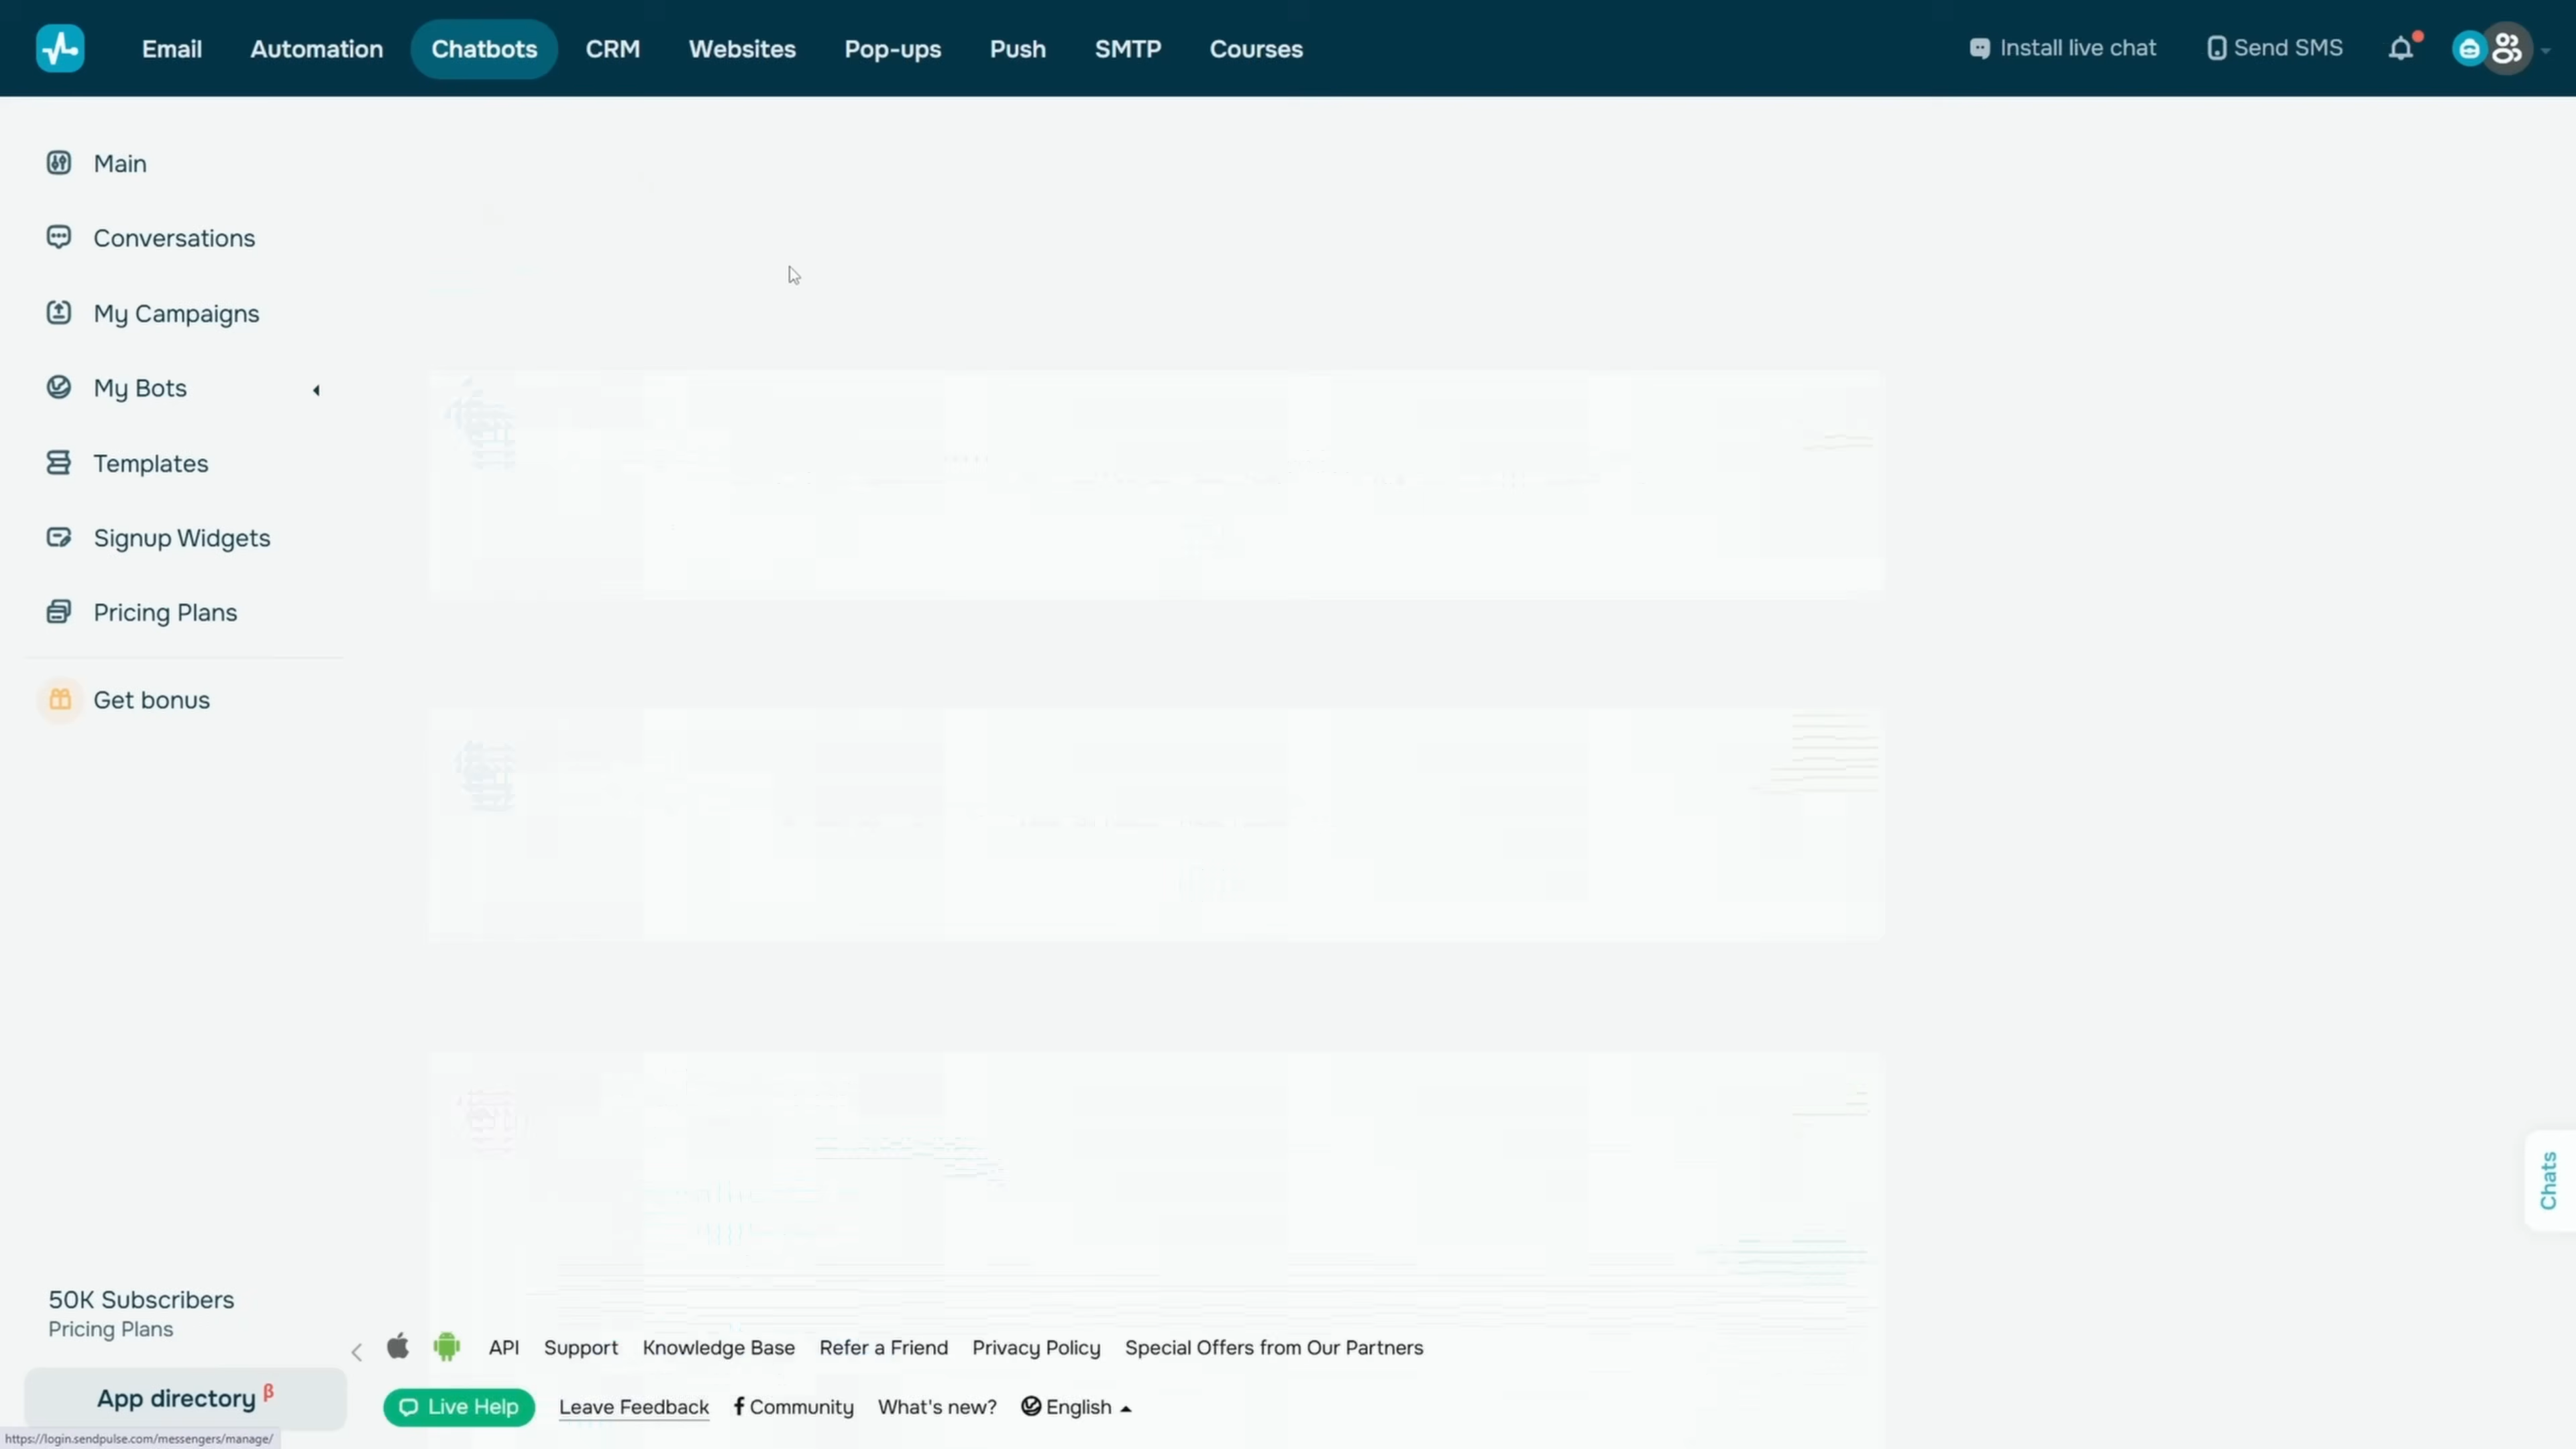 Email
Automation
Chatbots
CRM
Websites
Pop-ups
Push
SMTP
Courses
Install live chat
Send SMS
Main
Conversations
My Campaigns
My Bots
Templates
Signup Widgets
Pricing Plans
Get bonus
Chats
50K Subscribers
Pricing Plans
App directory β
API
Support
Knowledge Base
Refer a Friend
Privacy Policy
Special Offers from Our Partners
Live Help
Leave Feedback
Community
What's new?
English
https://login.sendpulse.com/messengers/manage/